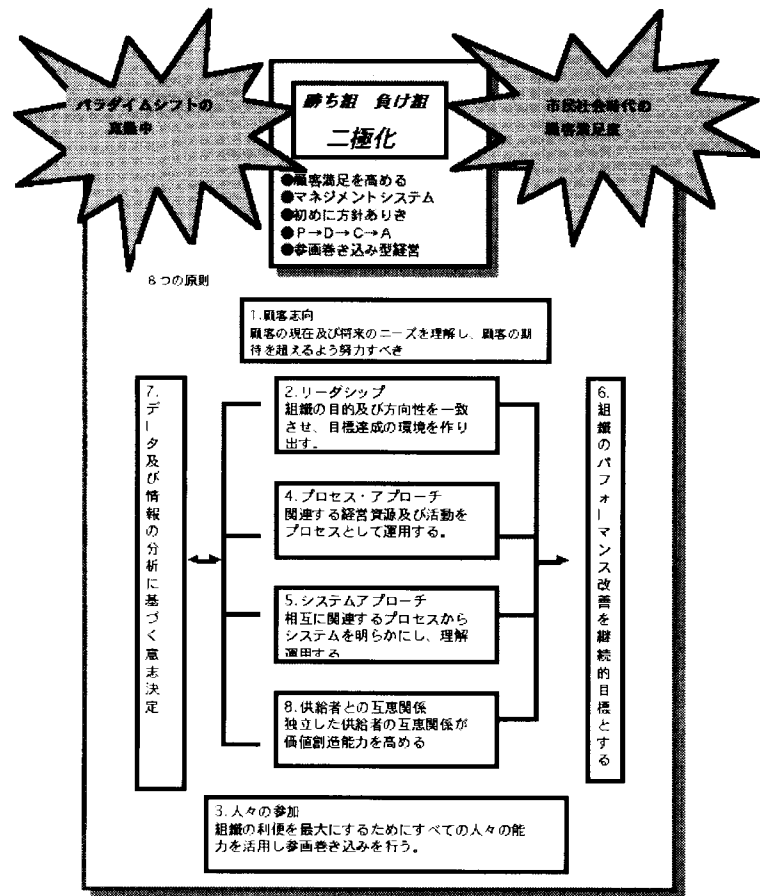 パラダイムシフトの
真最中
勝ち組 負け組
二極化
市民社会時代の
顧客満足度
●顧客満足を高める
●マネジメントシステム
●初めに方針ありき
●P→D→C→A
●参画巻き込み型経営
8つの原則
1.顧客志向
顧客の現在及び将来のニーズを理解し、顧客の期
待を超えるよう努力すべき
7.データ及び情報の分析に基づく意志決定
2.リーダシップ
組織の目的及び方向性を一致
させ、目標達成の環境を作り
出す。
4.プロセス・アプローチ
関連する経営資源及び活動を
プロセスとして運用する。
5.システムアプローチ
相互に関連するプロセスから
システムを明らかにし、理解
運用する
8.供給者との互恵関係
独立した供給者の互恵関係が
価値創造能力を高める
6.組織のパフォーマンス改善を継続的目標とする
3.人々の参加
組織の利便を最大にするためにすべての人々の能
力を活用し参画巻き込みを行う。